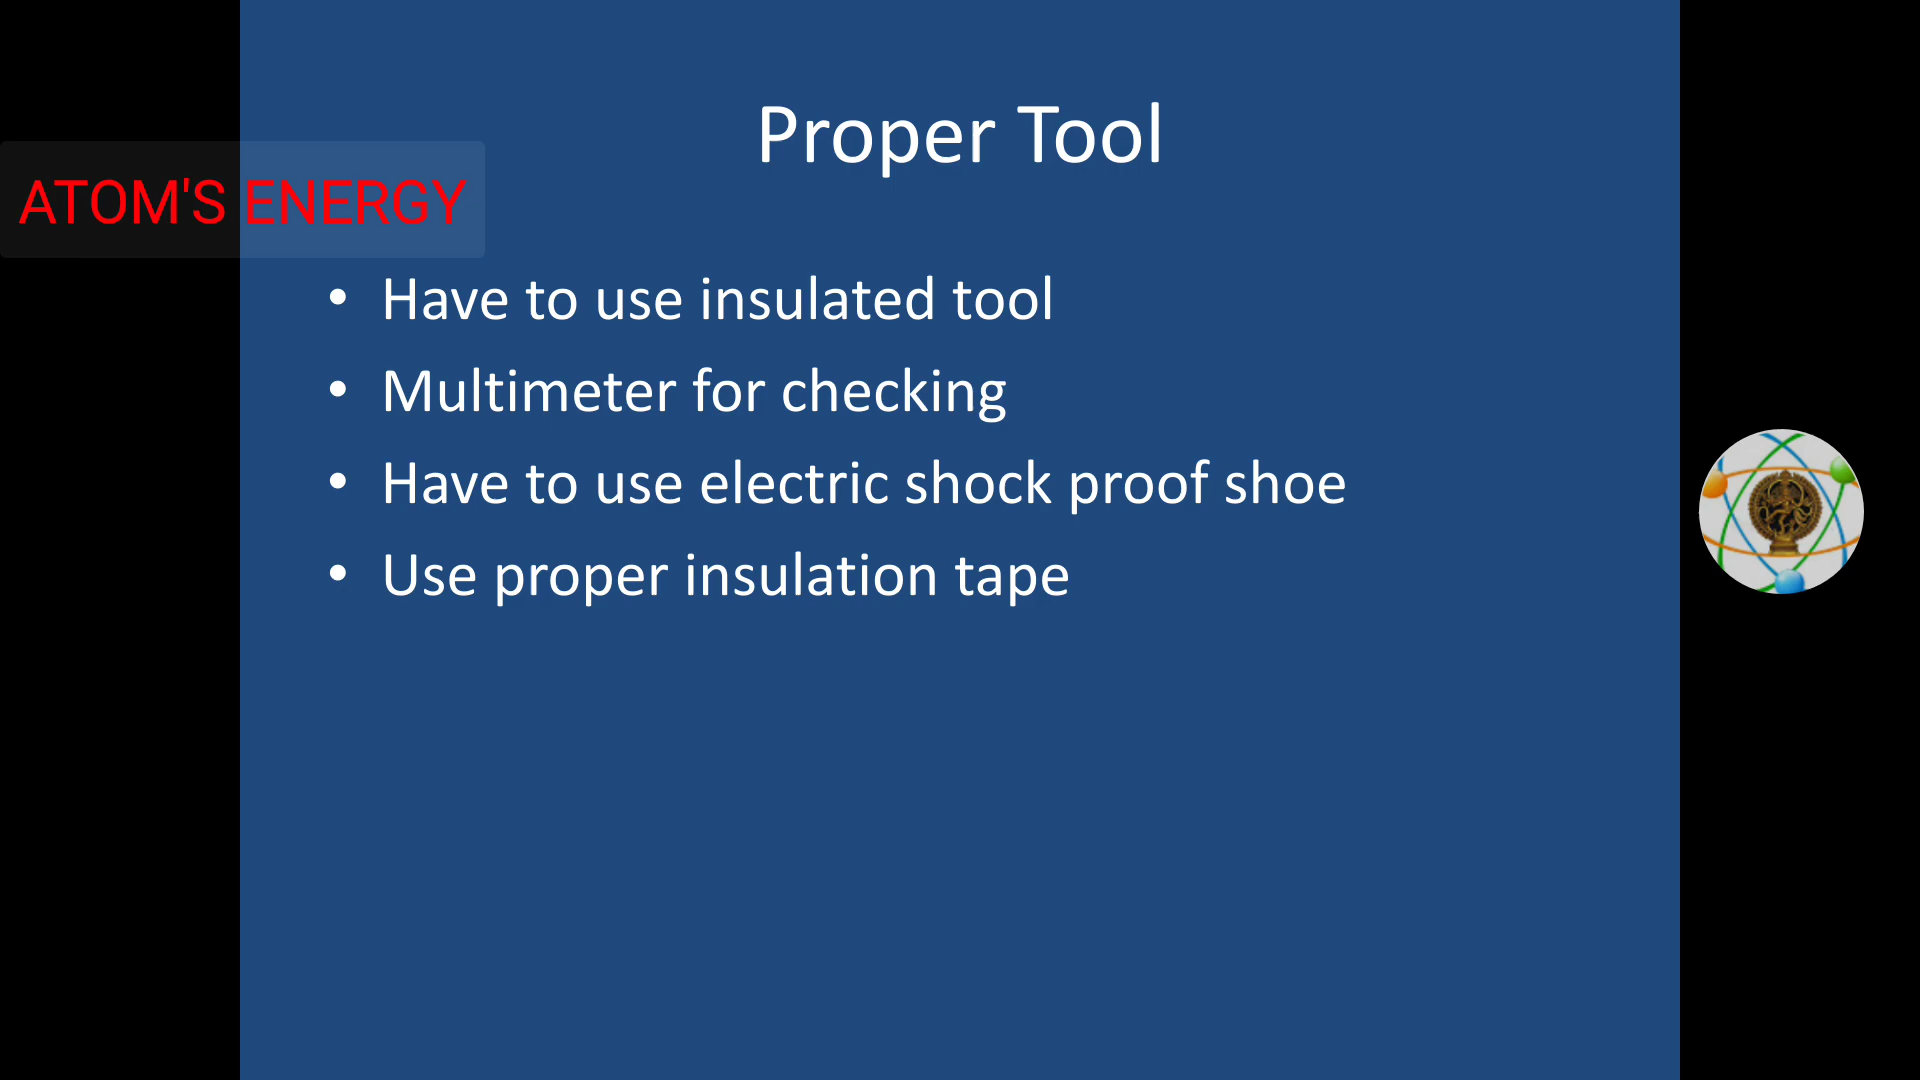 Proper Tool
ATOM'S ENERGY
• Have to use insulated tool
• Multimeter for checking
• Have to use electric shock proof shoe
• Use proper insulation tape